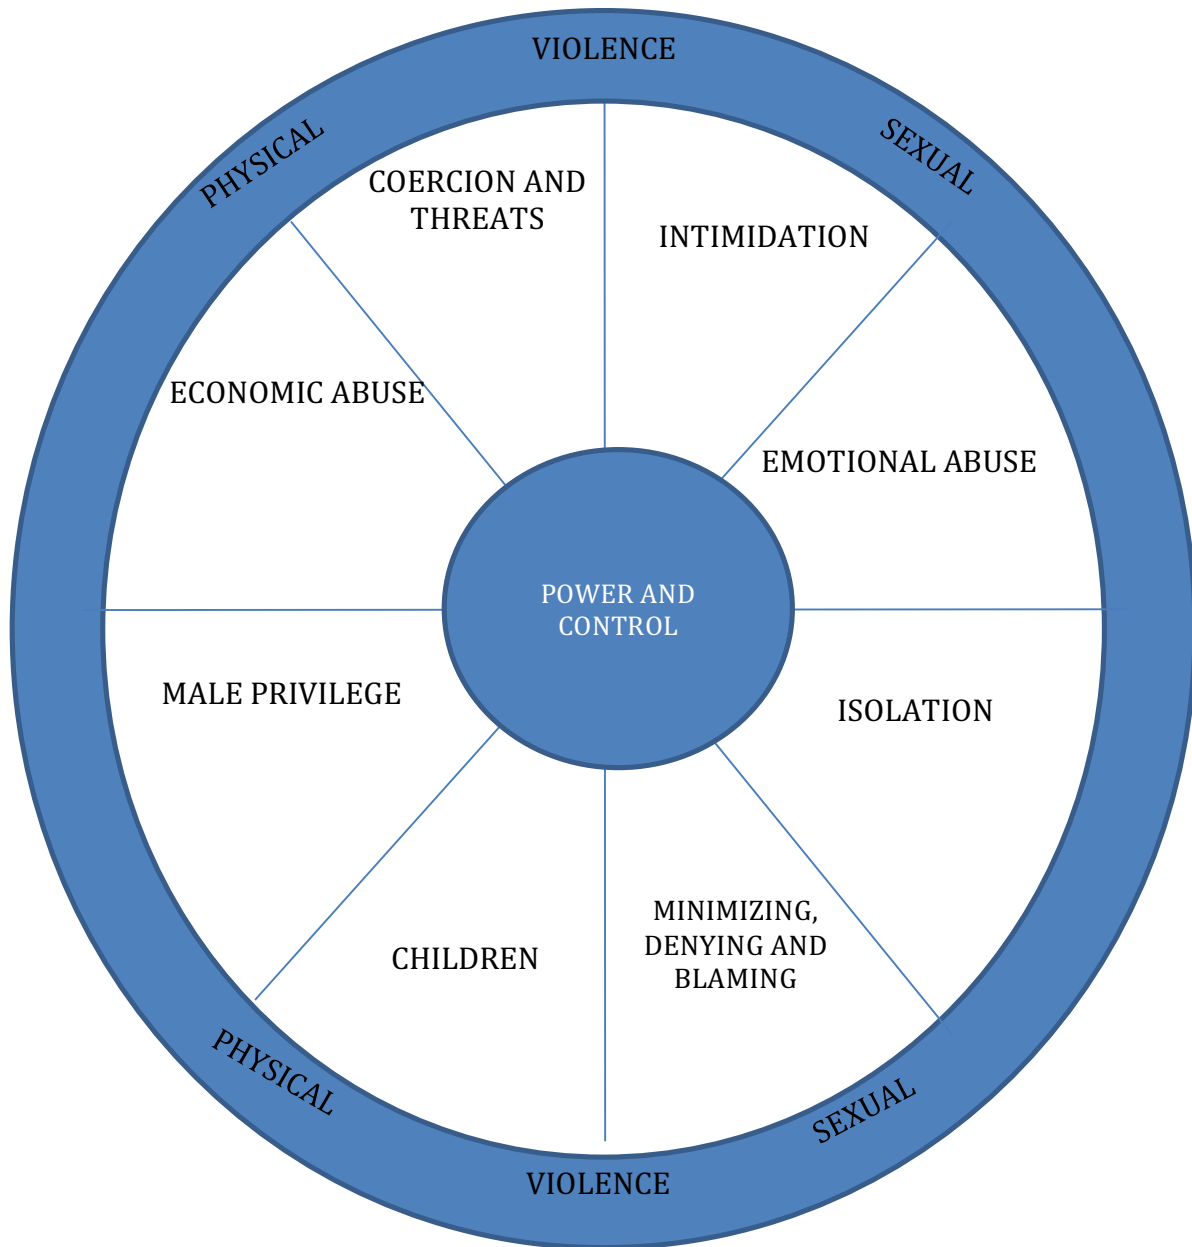 VIOLENCE
PHYSICAL
SEXUAL
COERCION AND
THREATS
INTIMIDATION
ECONOMIC ABUSE
EMOTIONAL ABUSE
POWER AND
CONTROL
MALE PRIVILEGE
ISOLATION
CHILDREN
MINIMIZING,
DENYING AND
BLAMING
PHYSICAL
SEXUAL
VIOLENCE